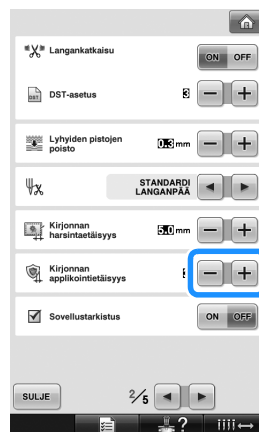 Langankatkaisu
ON OFF
DST
DST-asetus
3
Lyhyiden pistojen
poisto
0.3 mm
STANDARDI
LANGANPÄÄ
Kirjonnan
harsintaetäisyys
5.0 mm
Kirjonnan
applikointietäisyys
Sovellustarkistus
ON OFF
SULJE
2/5